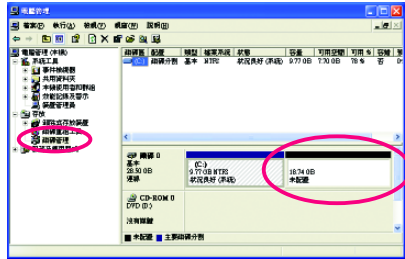 電腦管理
檔案(F) 執行(A) 檢視(V) 視窗(W) 說明(H)
電腦管理 (本機)
系統工具
事件檢視器
共用資料夾
本機使用者和群組
效能記錄及警示
裝置管理員
存放
卸除式存放裝置
磁碟重組工具
磁碟管理
磁碟區 配置 類型 檔案系統 狀態 容量 可用空間 可用 % 容錯
(C:) 磁碟分割 基本 NTFS 狀況良好 (系統) 9.77 GB 7.70 GB 78 % 否
磁碟 0
基本
28.50 GB
連線
(C:)
9.77 GB NTFS
狀況良好 (系統)
18.74 GB
未配置
CD-ROM 0
DVD (D:)
沒有媒體
未配置 主要磁碟分割